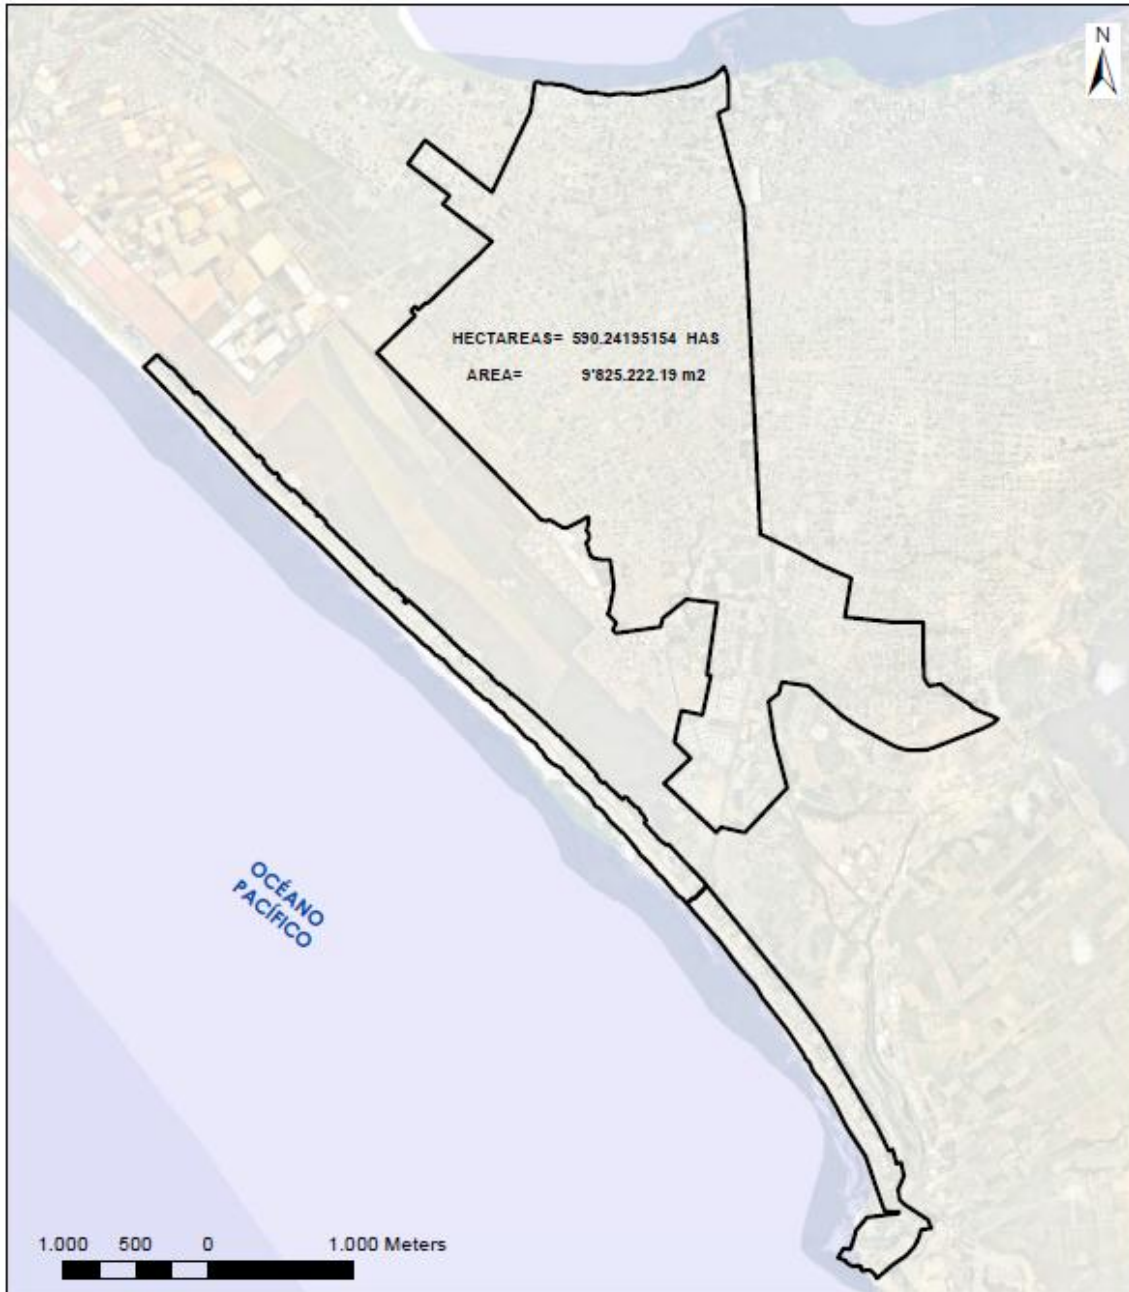 N
HECTAREAS= 590.24195154 HAS
AREA= 9'825.222.19 m2
OCÉANO
PACÍFICO
1.000 500 0 1.000 Meters